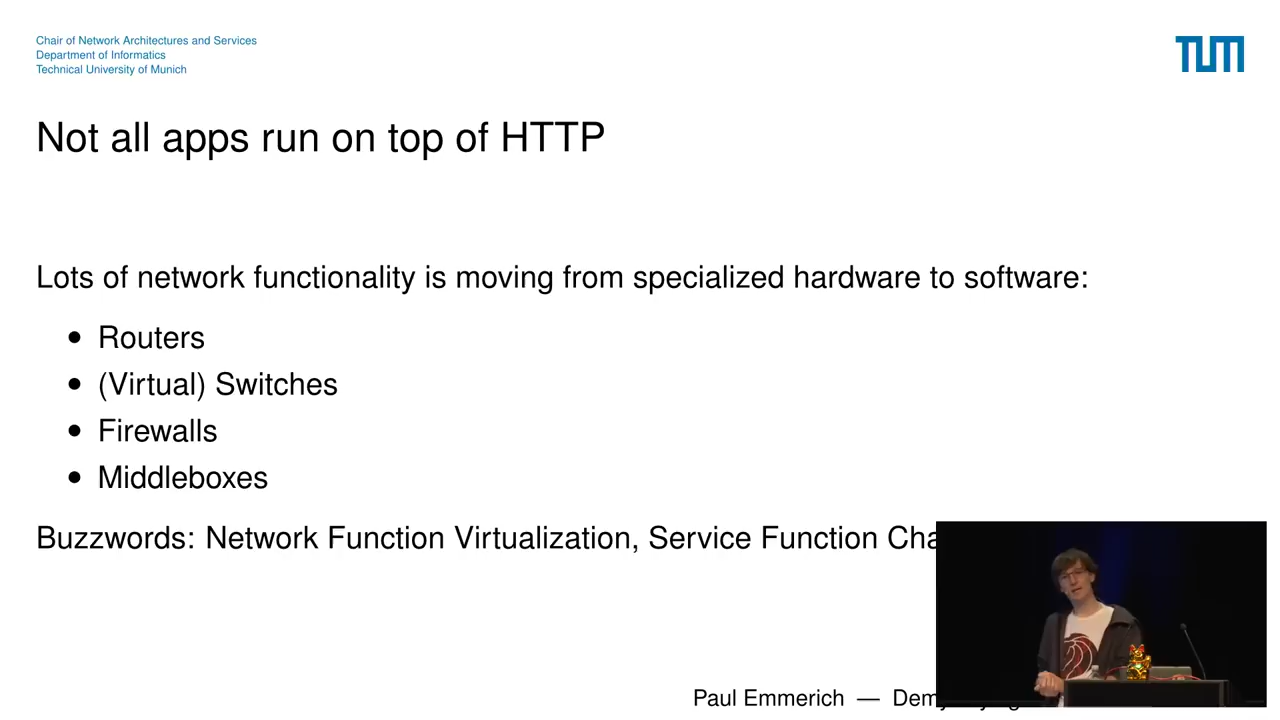 Chair of Network Architectures and Services
Department of Informatics
Technical University of Munich
TUM
Not all apps run on top of HTTP
Lots of network functionality is moving from specialized hardware to software:
• Routers
• (Virtual) Switches
• Firewalls
• Middleboxes
Buzzwords: Network Function Virtualization, Service Function
Paul Emmerich —